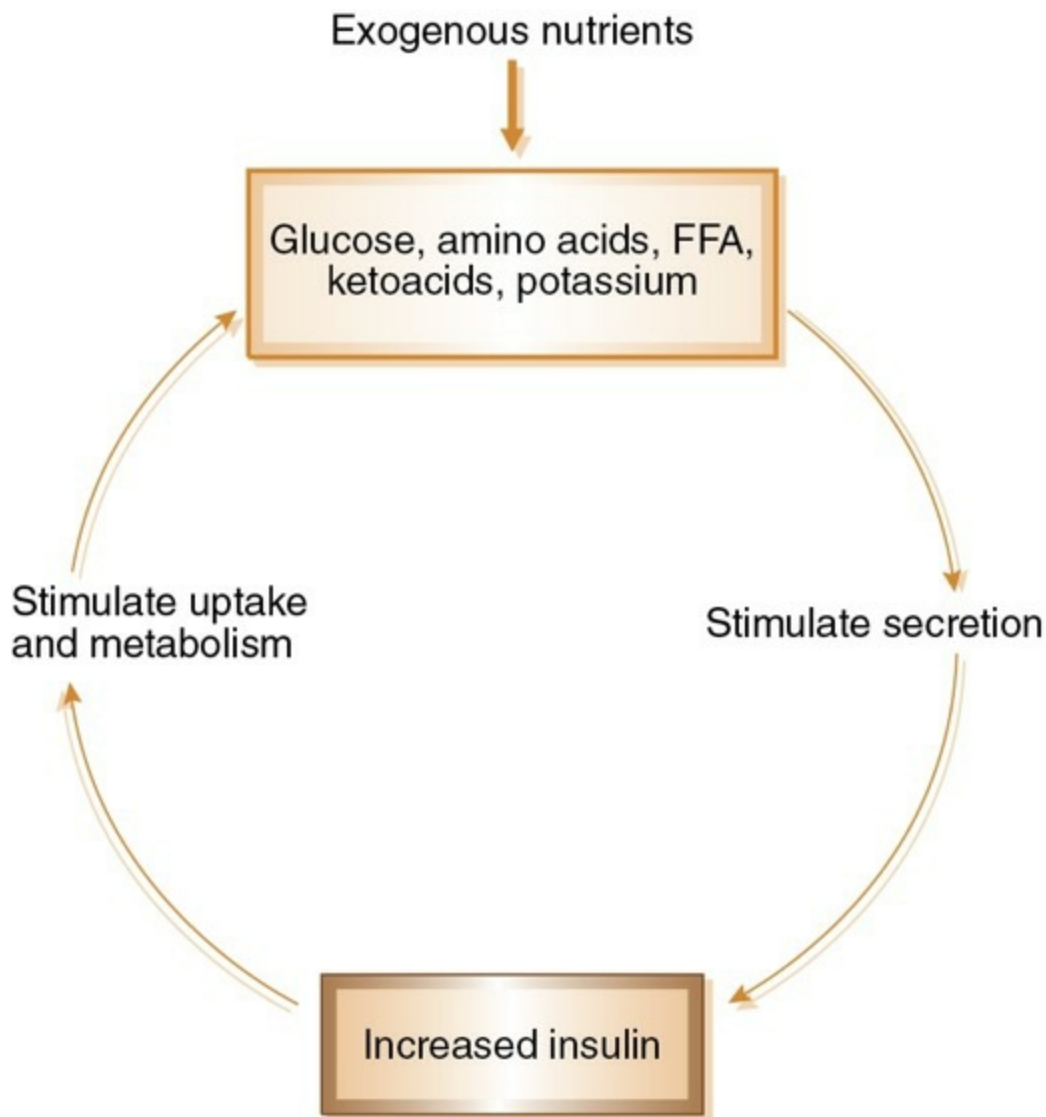 Exogenous nutrients
Glucose, amino acids, FFA,
ketoacids, potassium
Stimulate uptake
and metabolism
Stimulate secretion
Increased insulin